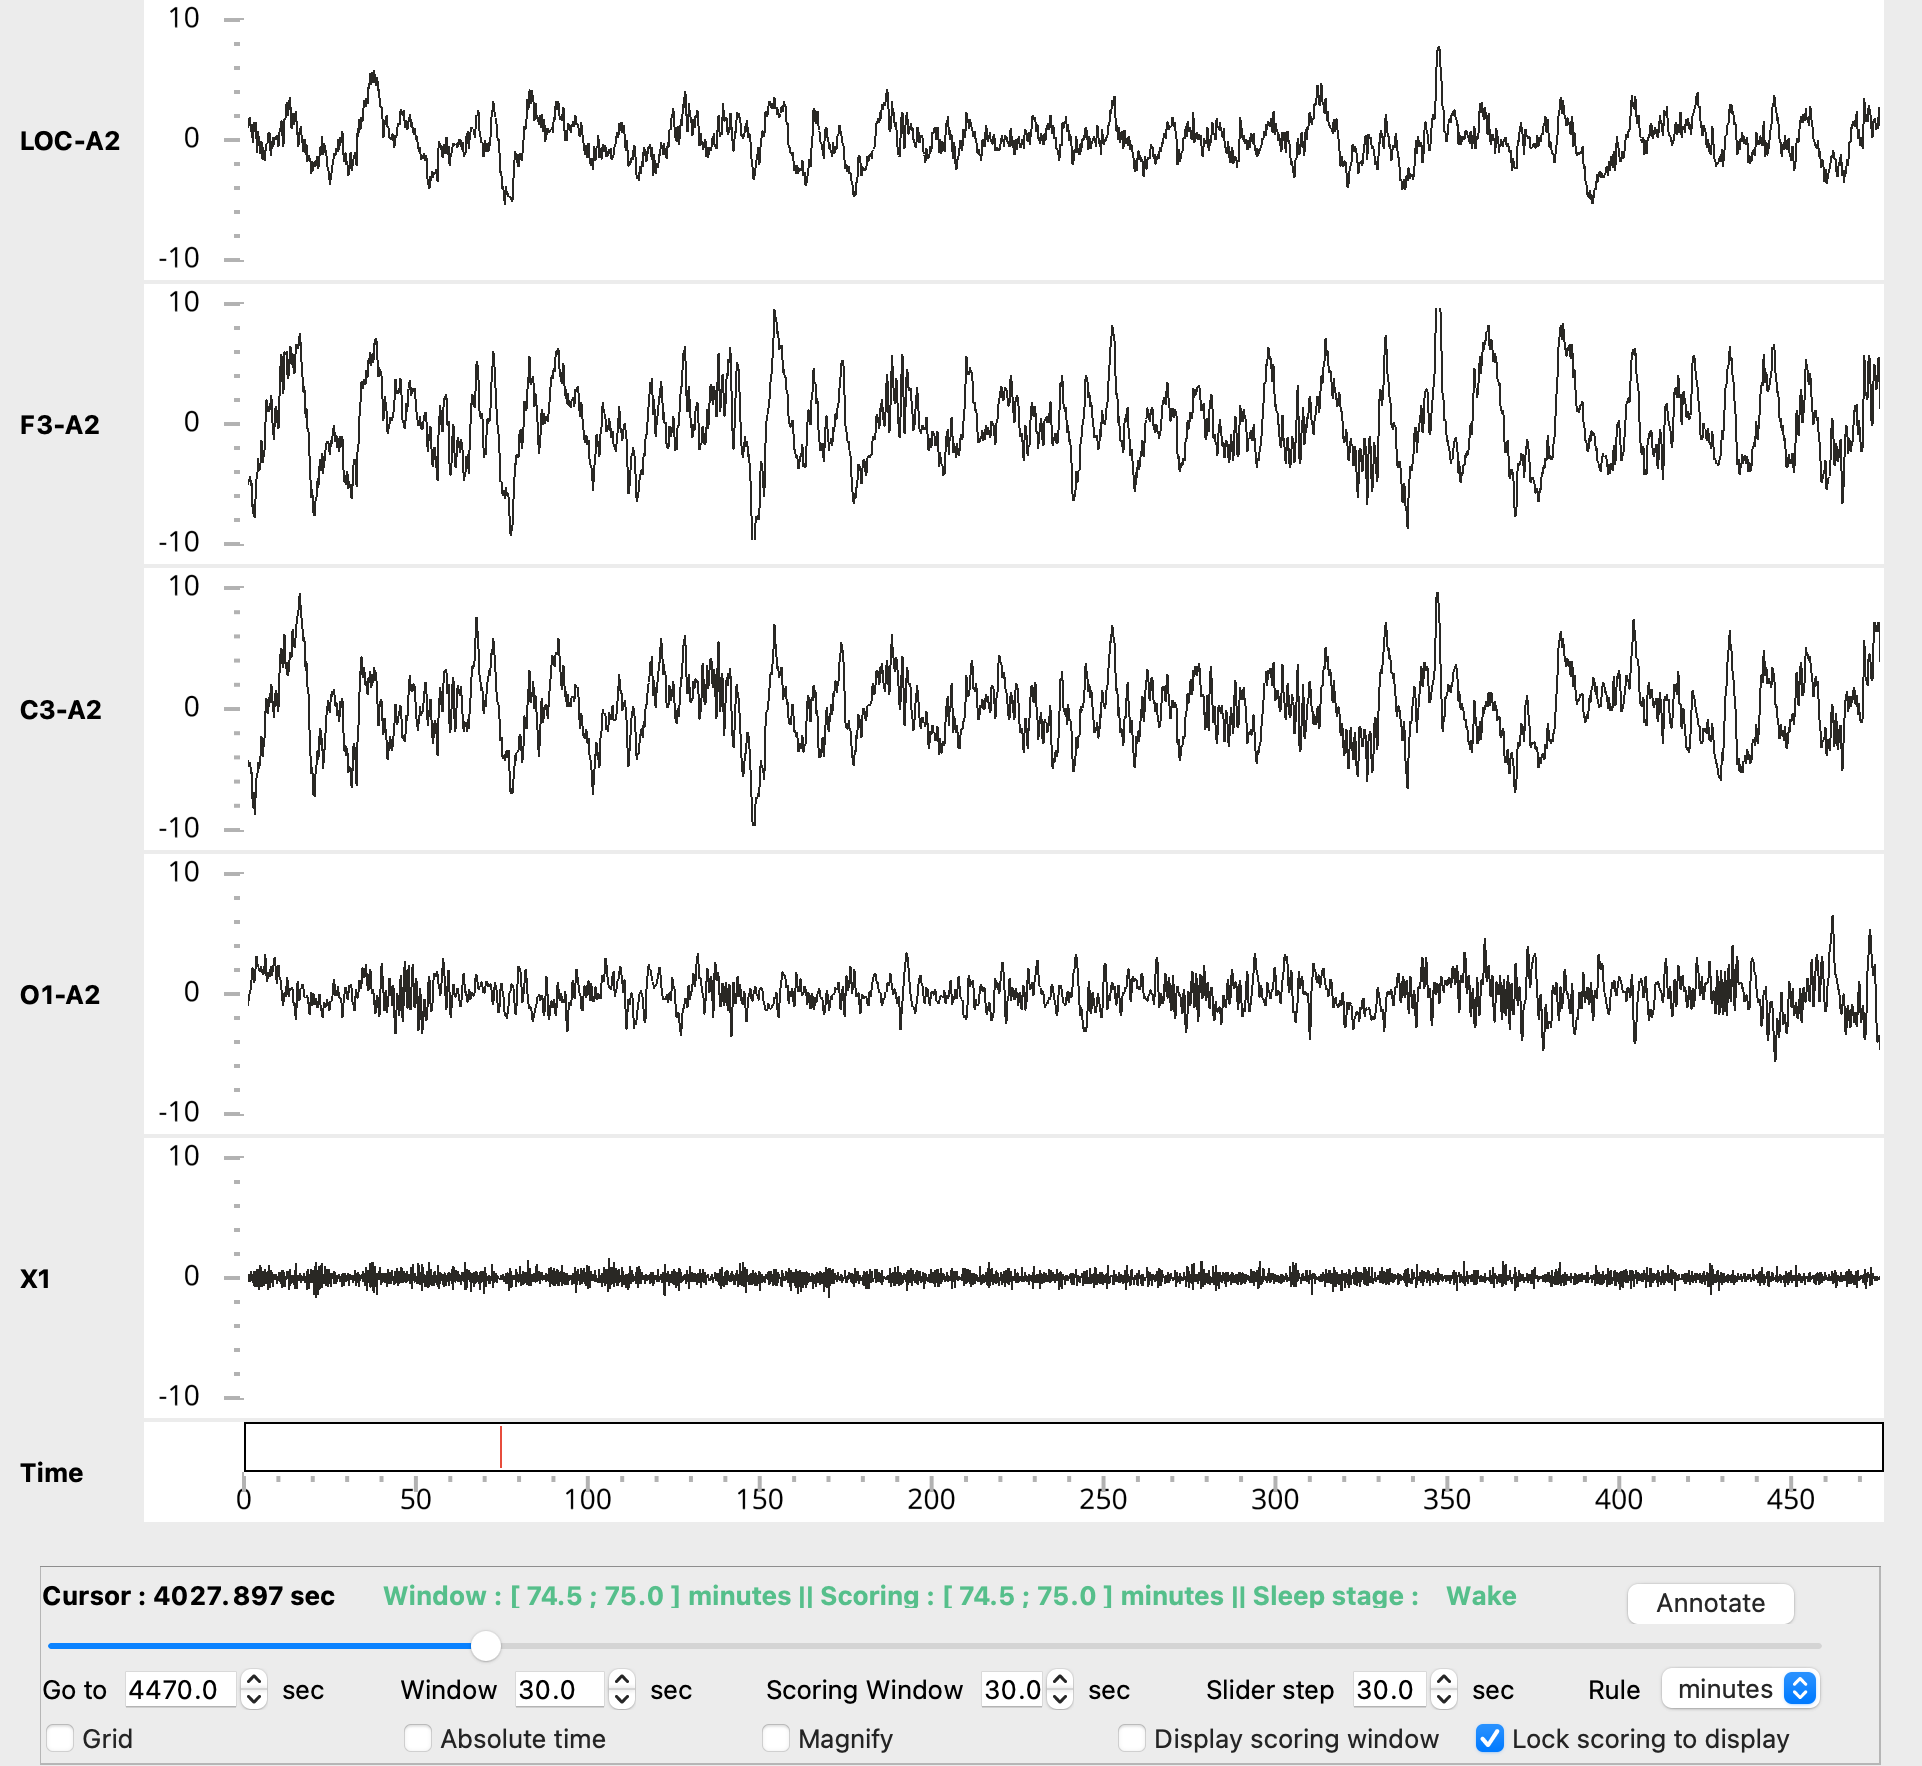 10
LOC-A2 0
-10
10
F3-A2 0
-10
10
C3-A2 0
-10
10
O1-A2 0
-10
10
X1 0
-10
Time
0 50 100 150 200 250 300 350 400 450
Cursor : 4027.897 sec Window : [ 74.5 ; 75.0 ] minutes || Scoring : [ 74.5 ; 75.0 ] minutes || Sleep stage : Wake Annotate
Go to 4470.0 sec Window 30.0 sec Scoring Window 30.0 sec Slider step 30.0 sec Rule minutes
Grid Absolute time Magnify Display scoring window Lock scoring to display